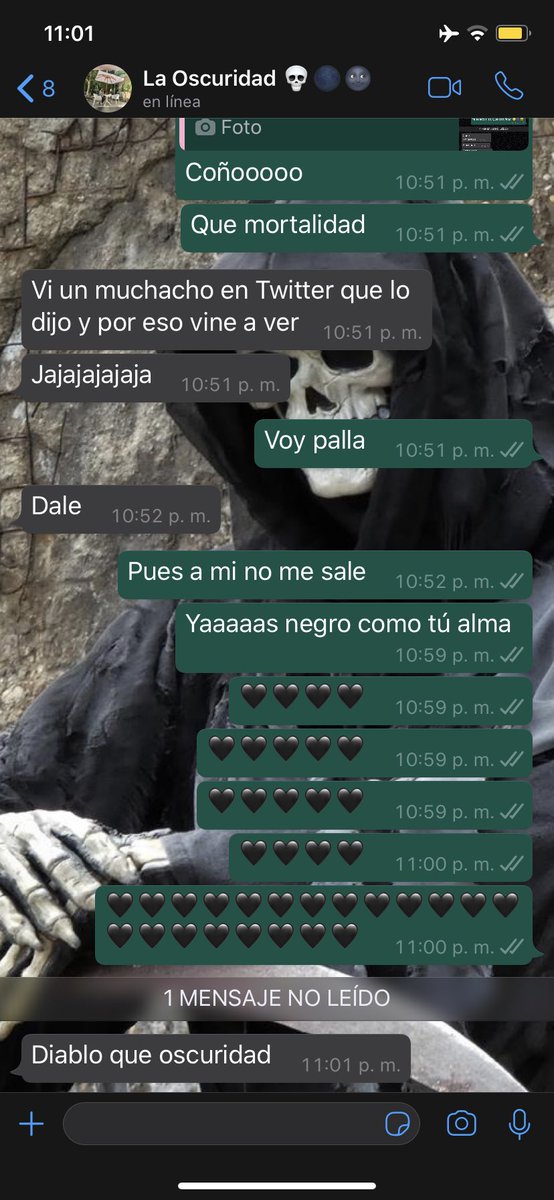 11:01
8
La Oscuridad 💀🌑🌚
en línea
Foto
Coñooooo
10:51 p. m.
Que mortalidad
10:51 p. m.
Vi un muchacho en Twitter que lo
dijo y por eso vine a ver
10:51 p. m.
Jajajajajaja
10:51 p. m.
Voy palla
10:51 p. m.
Dale
10:52 p. m.
Pues a mi no me sale
10:52 p. m.
Yaaaaas negro como tú alma
10:59 p. m.
🖤🖤🖤🖤
10:59 p. m.
🖤🖤🖤🖤🖤
10:59 p. m.
🖤🖤🖤🖤🖤
10:59 p. m.
🖤🖤🖤🖤
11:00 p. m.
🖤🖤🖤🖤🖤🖤🖤🖤🖤🖤🖤🖤🖤
🖤🖤🖤🖤🖤🖤🖤🖤
11:00 p. m.
1 MENSAJE NO LEÍDO
Diablo que oscuridad
11:01 p. m.